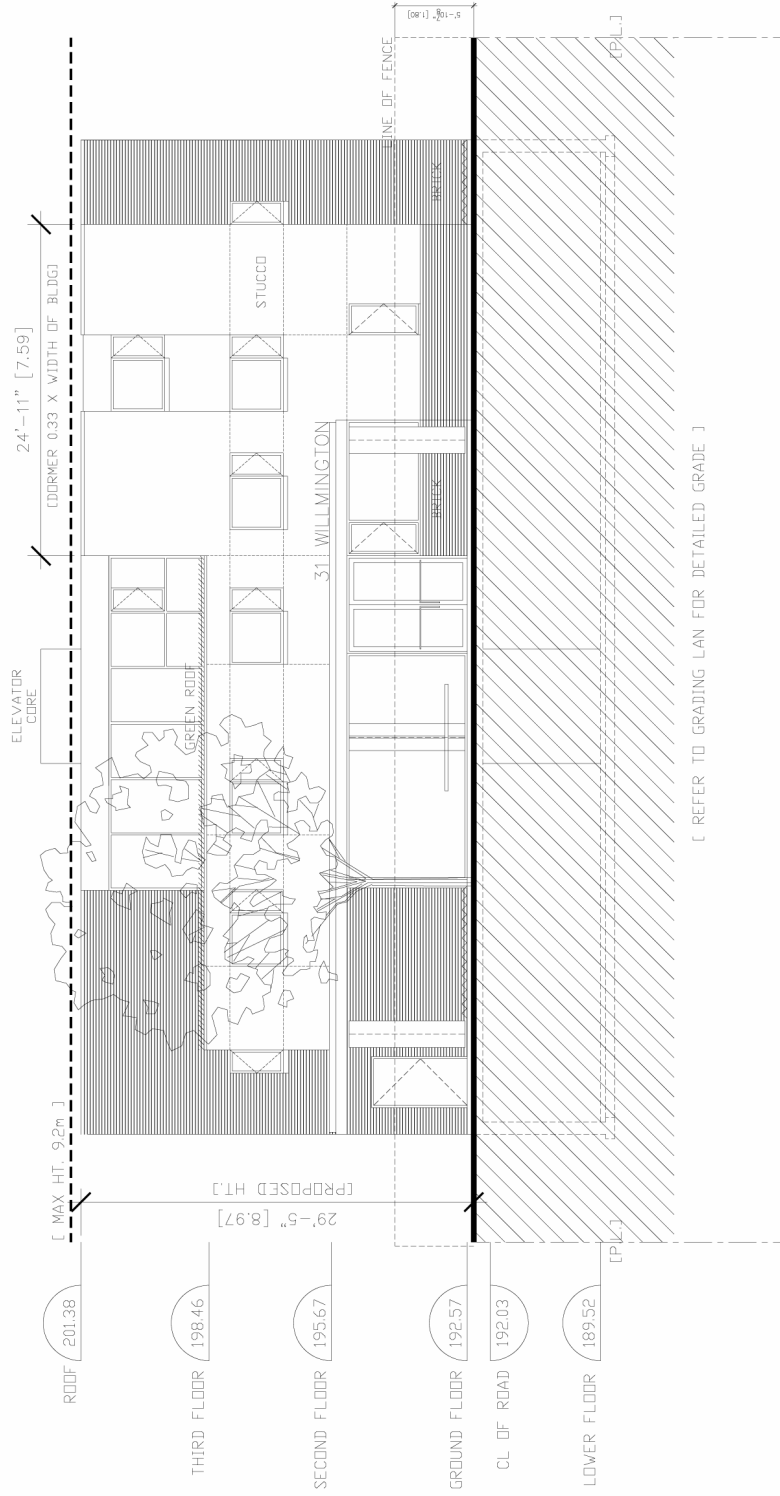 5'-10⅞" [1.80]
[P.L.]
LINE OF FENCE
BRICK
24'-11" [7.59]
[DORMER 0.33 X WIDTH OF BLDG]
STUCCO
31 WILLMINGTON
BRICK
ELEVATOR
CORE
GREEN ROOF
[ REFER TO GRADING LAN FOR DETAILED GRADE ]
[ MAX HT. 9.2m ]
29'-5" [8.97]
[PROPOSED HT.]
[P.L.]
ROOF 201.38
THIRD FLOOR 198.46
SECOND FLOOR 195.67
GROUND FLOOR 192.57
CL OF ROAD 192.03
LOWER FLOOR 189.52